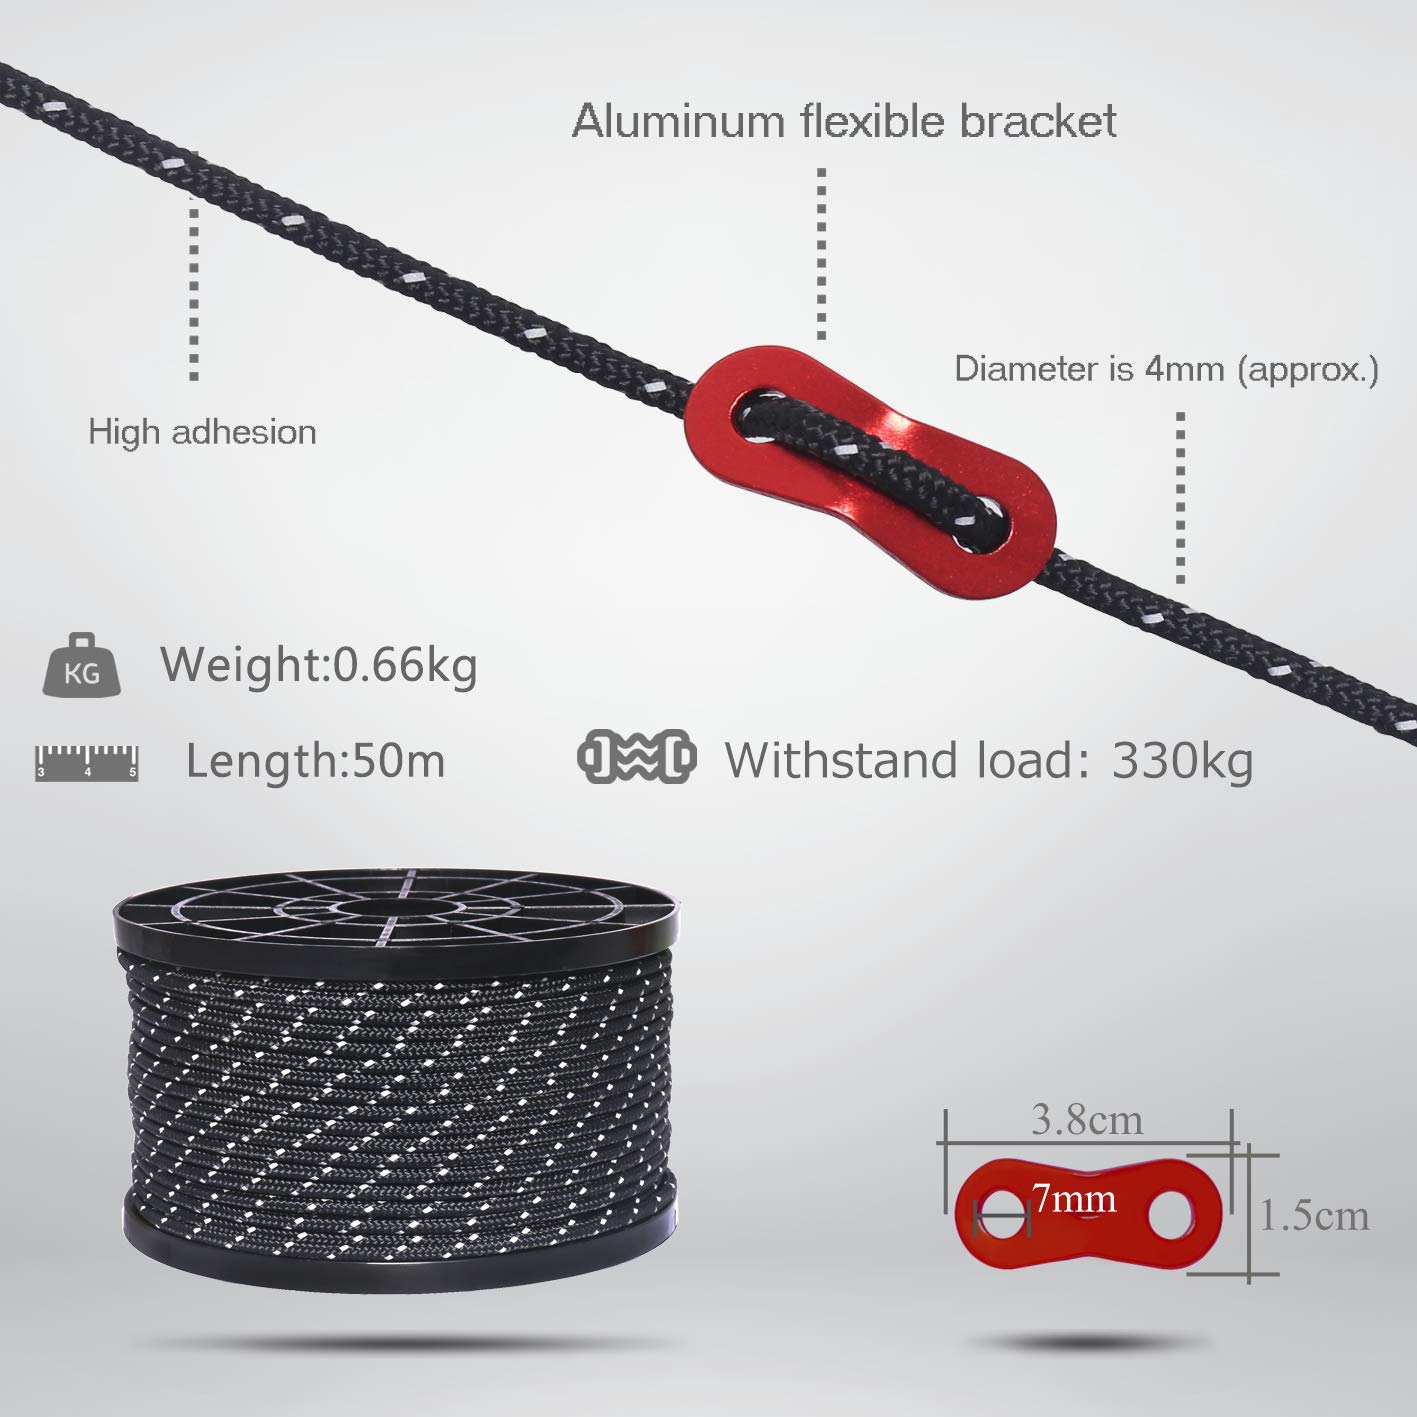 Aluminum flexible bracket
Diameter is 4mm (approx.)
High adhesion
KG Weight:0.66kg
3 4 5 Length:50m
Withstand load: 330kg
3.8cm
7mm
1.5cm